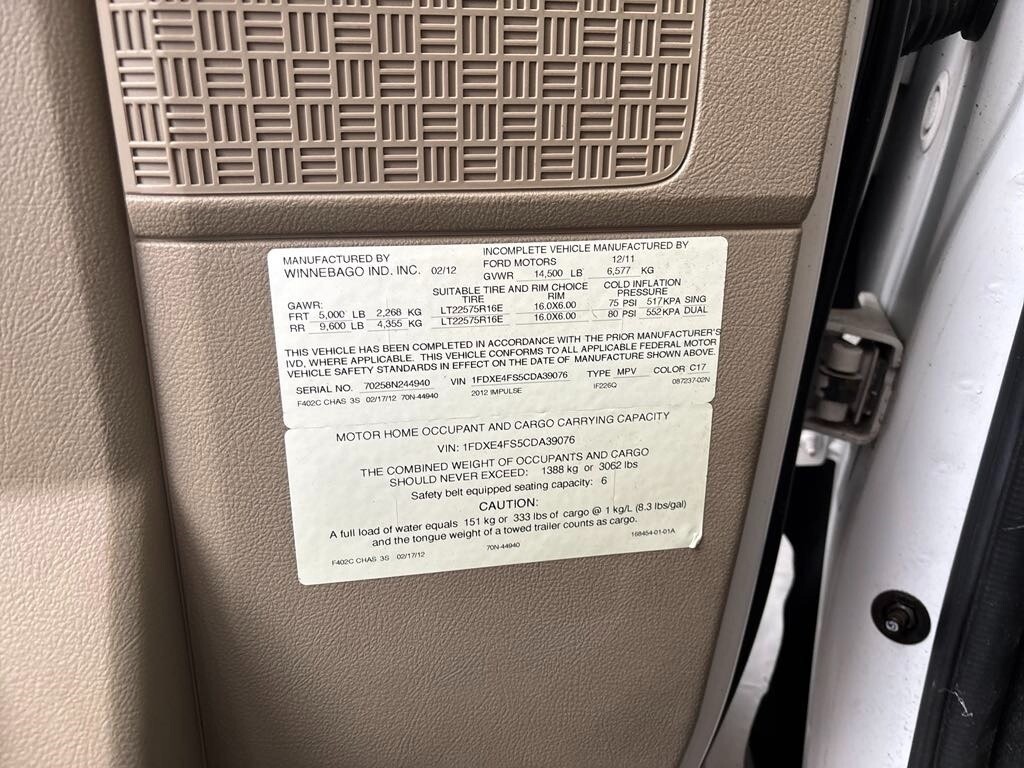 MANUFACTURED BY
WINNEBAGO IND. INC. 02/12
INCOMPLETE VEHICLE MANUFACTURED BY
FORD MOTORS 12/11
GVWR 14,500 LB 6,577 KG
SUITABLE TIRE AND RIM CHOICE COLD INFLATION
GAWR: TIRE RIM PRESSURE
FRT 5,000 LB 2,268 KG LT22575R16E 16.0X6.00 75 PSI 517KPA SING
RR 9,600 LB 4,355 KG LT22575R16E 16.0X6.00 80 PSI 552KPA DUAL
THIS VEHICLE HAS BEEN COMPLETED IN ACCORDANCE WITH THE PRIOR MANUFACTURER'S
IVD, WHERE APPLICABLE. THIS VEHICLE CONFORMS TO ALL APPLICABLE FEDERAL MOTOR
VEHICLE SAFETY STANDARDS IN EFFECT ON THE DATE OF MANUFACTURE SHOWN ABOVE.
SERIAL NO. 70258N244940 VIN 1FDXE4FS5CDA39076 TYPE MPV COLOR C17
F402C CHAS 3S 02/17/12 70N-44940 2012 IMPULSE IF226Q 087237-02N
MOTOR HOME OCCUPANT AND CARGO CARRYING CAPACITY
VIN: 1FDXE4FS5CDA39076
THE COMBINED WEIGHT OF OCCUPANTS AND CARGO
SHOULD NEVER EXCEED: 1388 kg or 3062 lbs
Safety belt equipped seating capacity: 6
CAUTION:
A full load of water equals 151 kg or 333 lbs of cargo @ 1 kg/L (8.3 lbs/gal)
and the tongue weight of a towed trailer counts as cargo.
F402C CHAS 3S 02/17/12 70N-44940 168454-01-01A